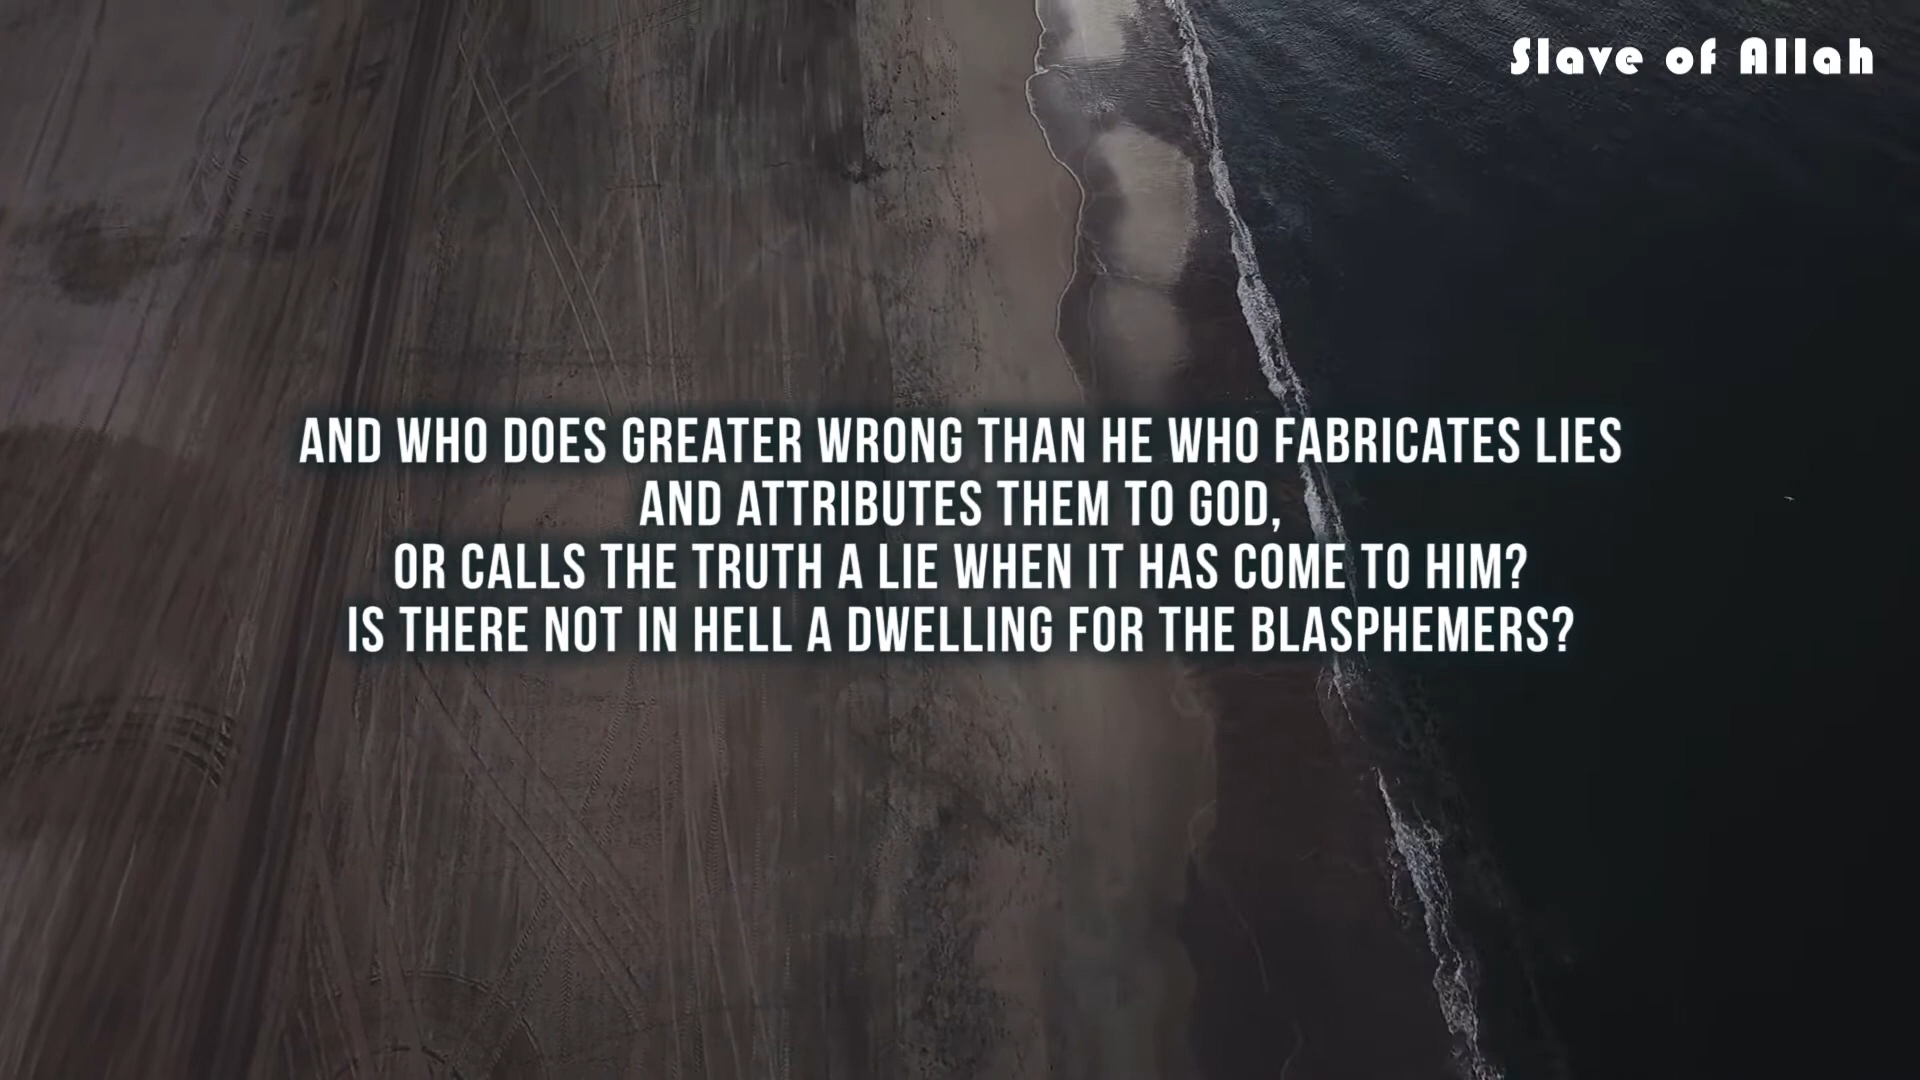 Slave of Allah
AND WHO DOES GREATER WRONG THAN HE WHO FABRICATES LIES
AND ATTRIBUTES THEM TO GOD,
OR CALLS THE TRUTH A LIE WHEN IT HAS COME TO HIM?
IS THERE NOT IN HELL A DWELLING FOR THE BLASPHEMERS?